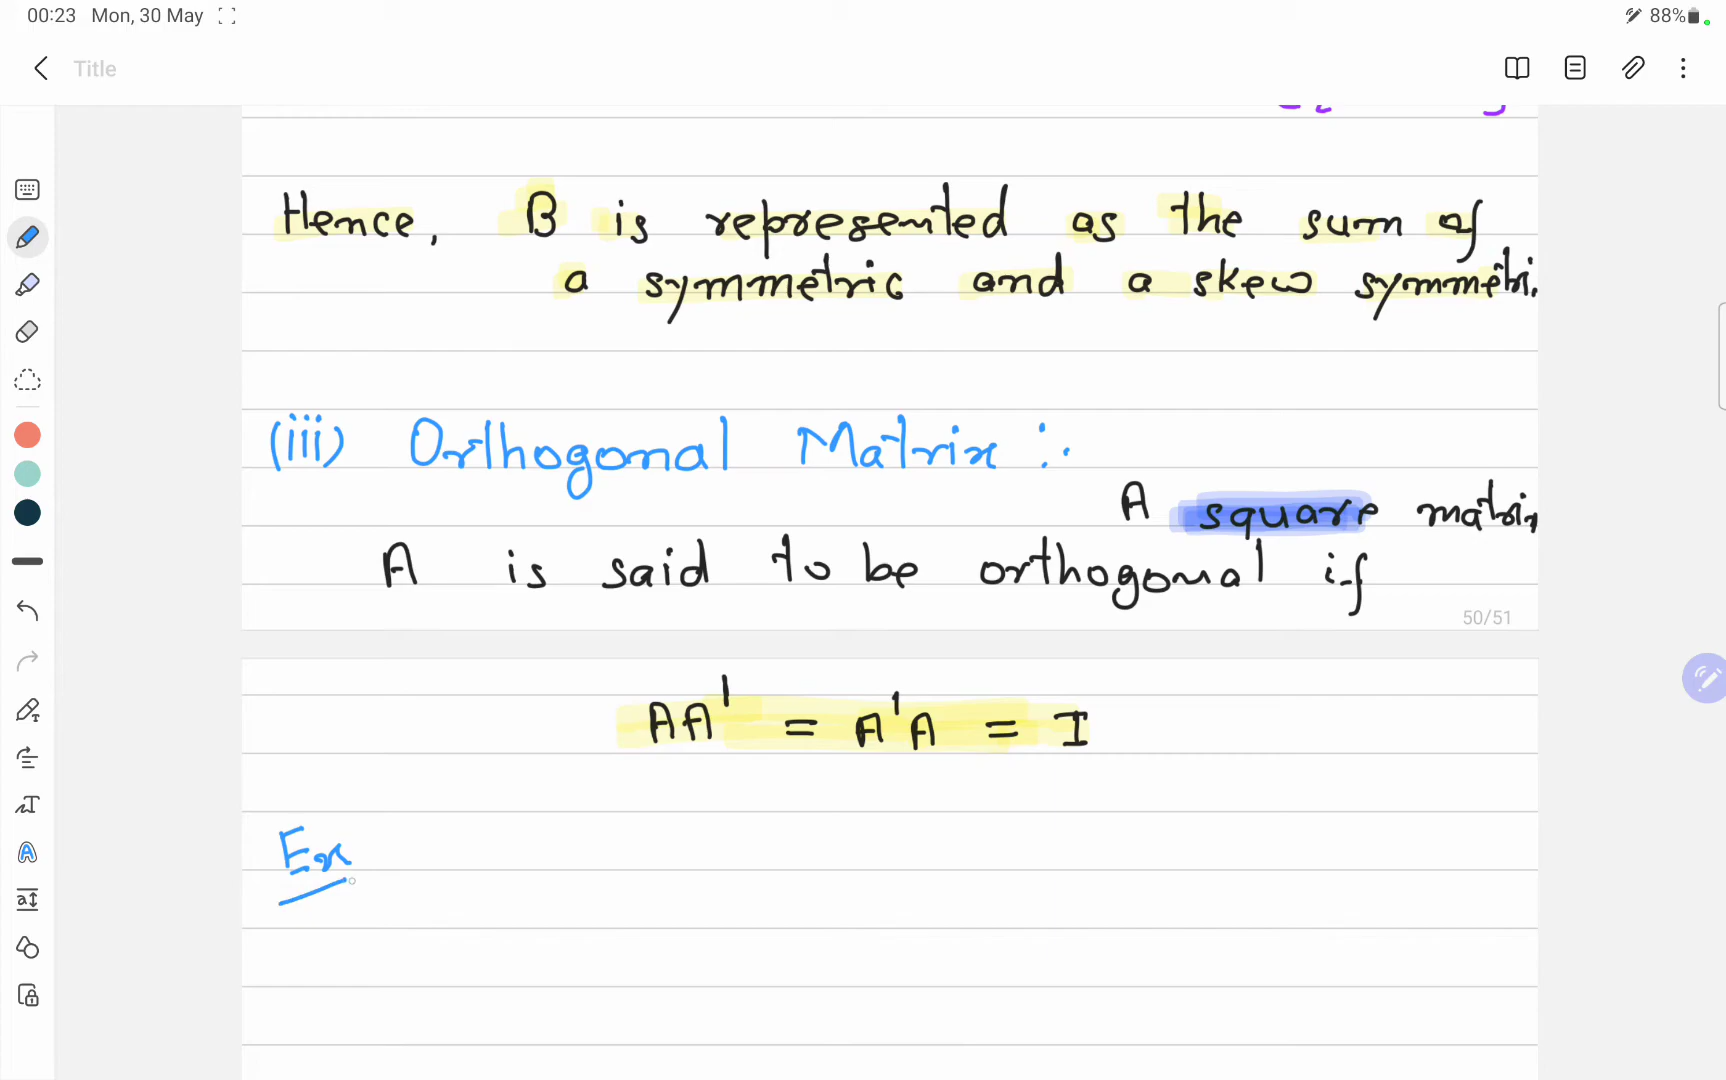 00:23 Mon, 30 May 88%
Title
Hence, B is represented as the sum of
a symmetric and a skew symmetri
(iii) Orthogonal Matrix :-
A square matrix
A is said to be orthogonal if
50/51
AA' = A'A = I
Ex